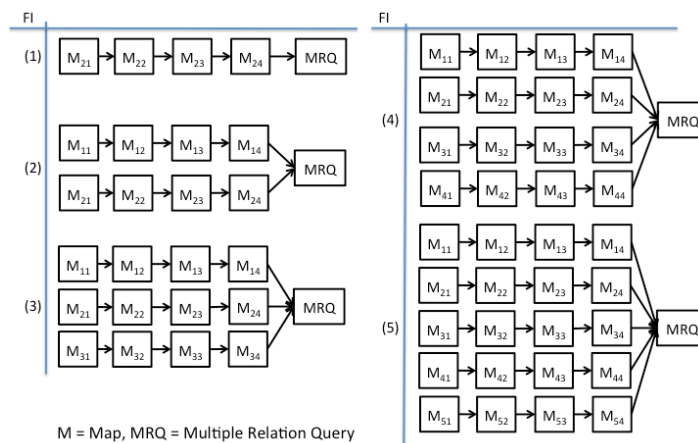 FI
(1) M21 M22 M23 M24 MRQ
(2)
M11 M12 M13 M14
MRQ
M21 M22 M23 M24
M11 M12 M13 M14
(3) M21 M22 M23 M24 MRQ
M31 M32 M33 M34
M = Map, MRQ = Multiple Relation Query
FI
M11 M12 M13 M14
M21 M22 M23 M24
(4) MRQ
M31 M32 M33 M34
M41 M42 M43 M44
M11 M12 M13 M14
M21 M22 M23 M24
(5) M31 M32 M33 M34 MRQ
M41 M42 M43 M44
M51 M52 M53 M54